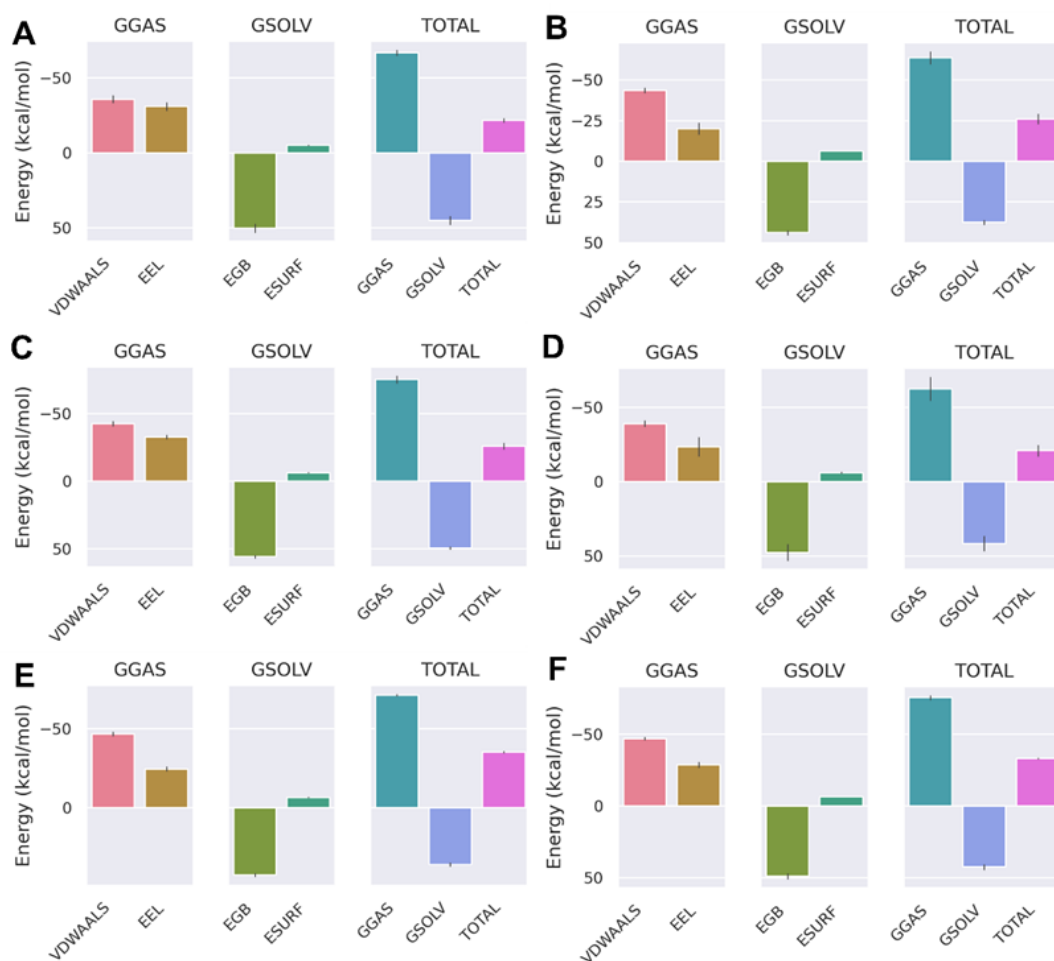 A
GGAS GSOLV TOTAL
Energy (kcal/mol)
−50
0
50
VDWAALS EEL EGB ESURF GGAS GSOLV TOTAL
B
GGAS GSOLV TOTAL
Energy (kcal/mol)
−50
−25
0
25
50
VDWAALS EEL EGB ESURF GGAS GSOLV TOTAL
C
GGAS GSOLV TOTAL
Energy (kcal/mol)
−50
0
50
VDWAALS EEL EGB ESURF GGAS GSOLV TOTAL
D
GGAS GSOLV TOTAL
Energy (kcal/mol)
−50
0
50
VDWAALS EEL EGB ESURF GGAS GSOLV TOTAL
E
GGAS GSOLV TOTAL
Energy (kcal/mol)
−50
0
VDWAALS EEL EGB ESURF GGAS GSOLV TOTAL
F
GGAS GSOLV TOTAL
Energy (kcal/mol)
−50
0
50
VDWAALS EEL EGB ESURF GGAS GSOLV TOTAL